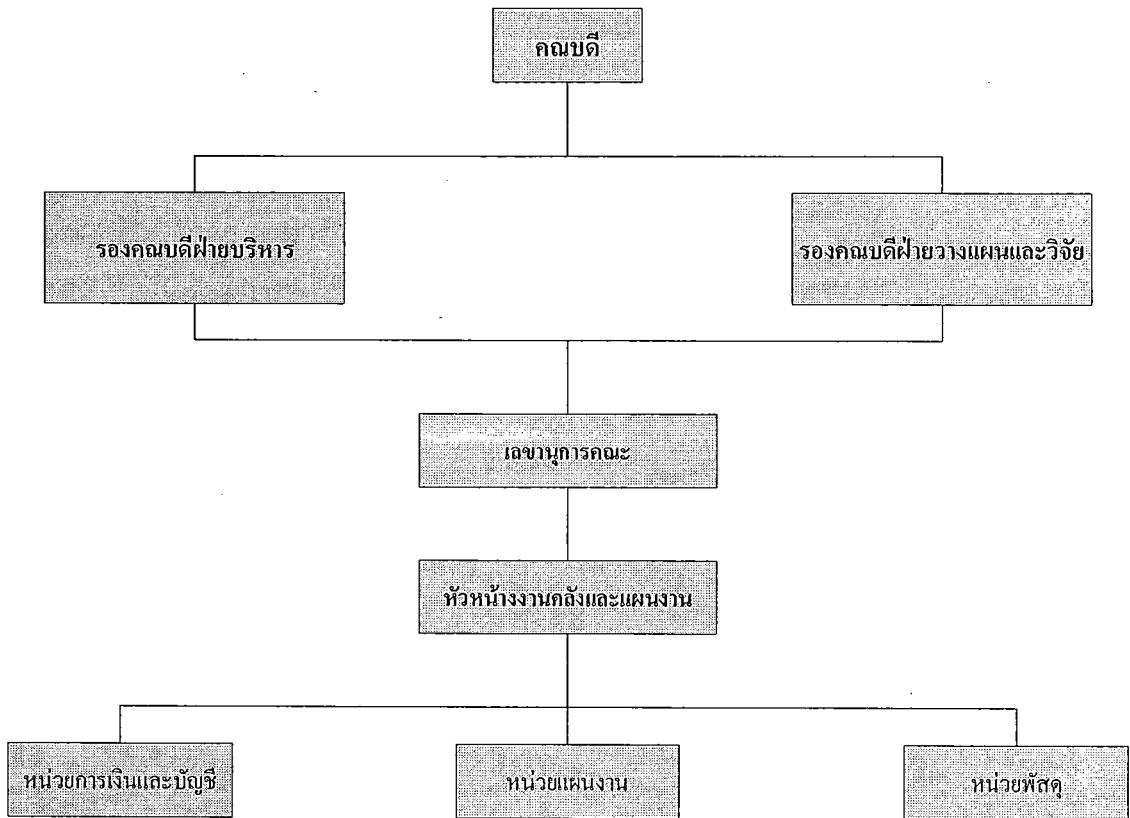 คณบดี
รองคณบดีฝ่ายบริหาร
รองคณบดีฝ่ายวางแผนและวิจัย
เลขานุการคณะ
หัวหน้างงานคลังและแผนงาน
หน่วยการเงินและบัญชี
หน่วยแผนงาน
หน่วยพัสดุ